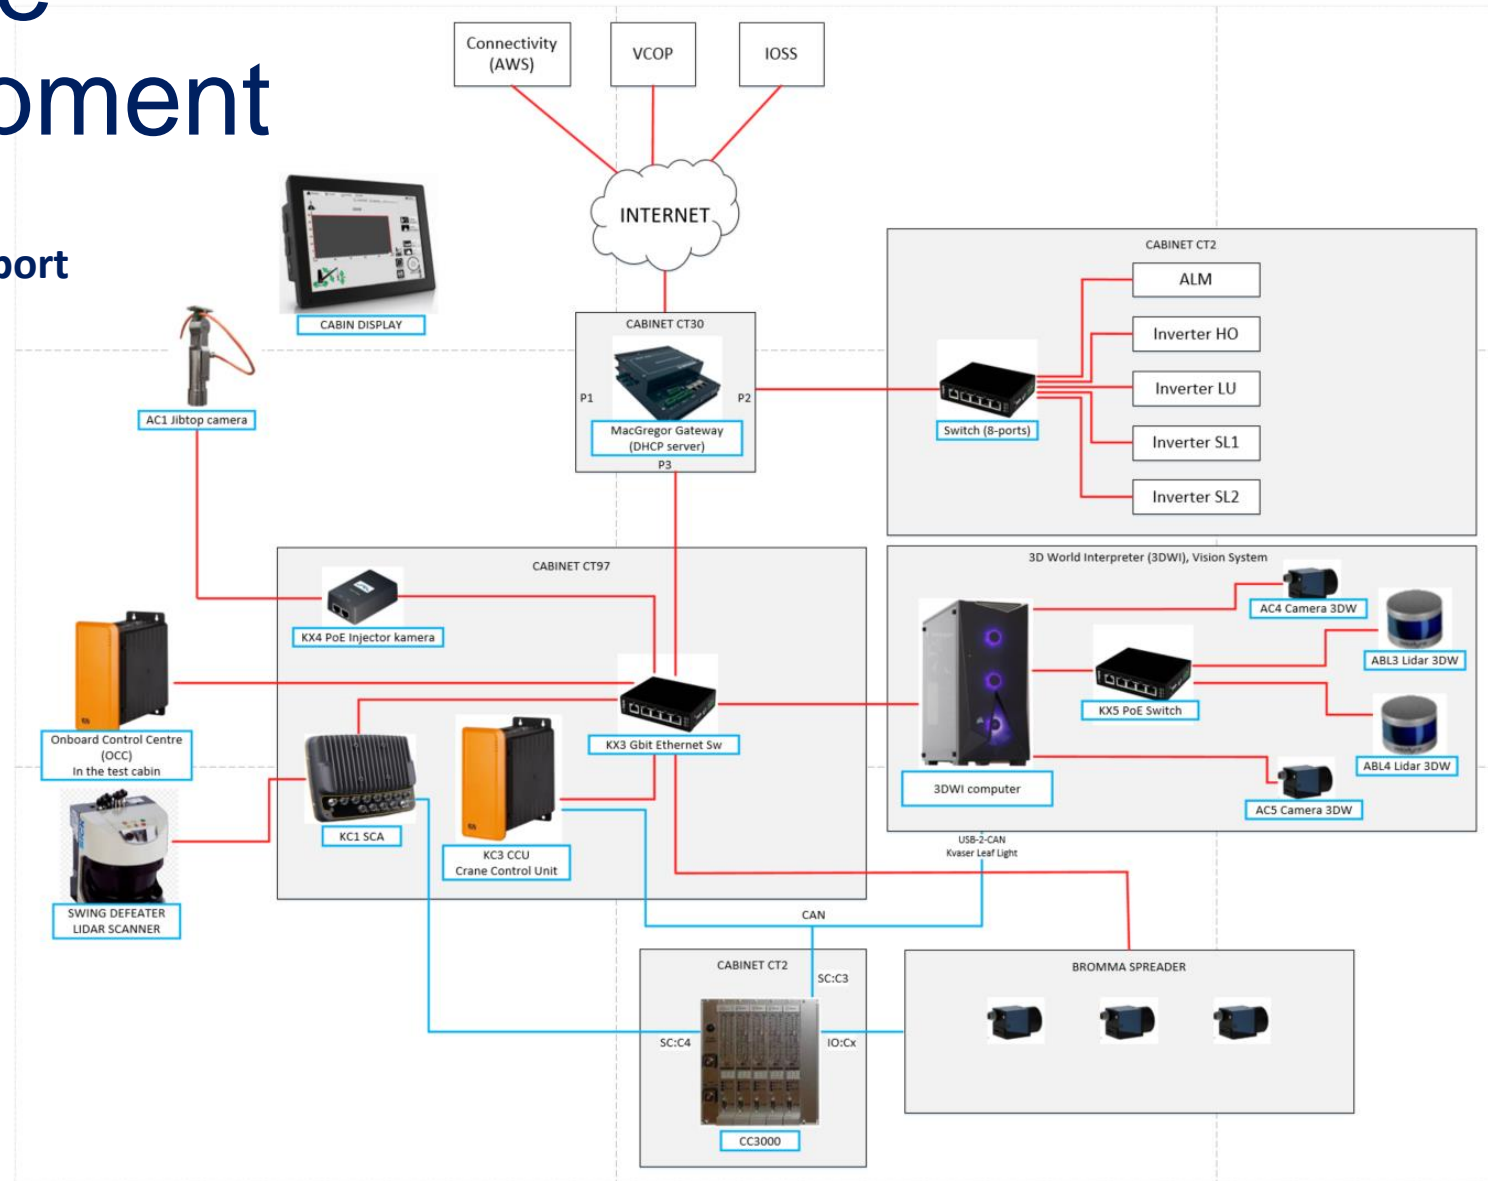 oment
port
Connectivity
(AWS)
VCOP
IOSS
INTERNET
CABIN DISPLAY
CABINET CT30
P1
P2
MacGregor Gateway
(DHCP server)
P3
CABINET CT2
ALM
Inverter HO
Inverter LU
Inverter SL1
Inverter SL2
Switch (8-ports)
AC1 Jibtop camera
CABINET CT97
KX4 PoE Injector kamera
Onboard Control Centre
(OCC)
In the test cabin
KX3 Gbit Ethernet Sw
KC1 SCA
KC3 CCU
Crane Control Unit
SWING DEFEATER
LIDAR SCANNER
3D World Interpreter (3DWI), Vision System
AC4 Camera 3DW
ABL3 Lidar 3DW
KX5 PoE Switch
ABL4 Lidar 3DW
3DWI computer
AC5 Camera 3DW
USB-2-CAN
Kvaser Leaf Light
CAN
CABINET CT2
SC:C3
SC:C4
IO:Cx
CC3000
BROMMA SPREADER